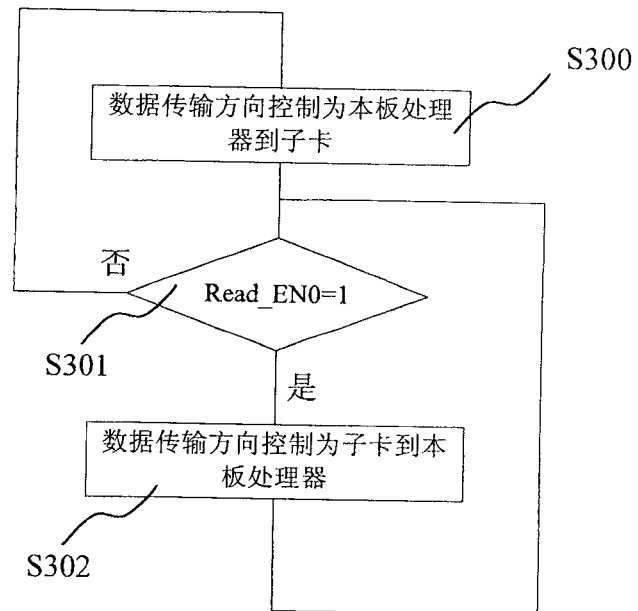 S300
数据传输方向控制为本板处理
器到子卡
否
Read_EN0=1
S301
是
数据传输方向控制为子卡到本
板处理器
S302